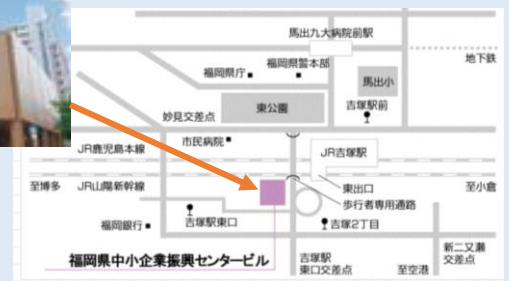 馬出九大病院前駅
地下鉄
福岡県庁
福岡県警本部
馬出小
東公園
吉塚駅前
妙見交差点
市民病院
JR鹿児島本線
JR吉塚駅
至博多
JR山陽新幹線
東出口
至小倉
歩行者専用通路
福岡銀行
吉塚駅東口
吉塚2丁目
福岡県中小企業振興センタービル
吉塚駅
東口交差点
至空港
新二又瀬
交差点